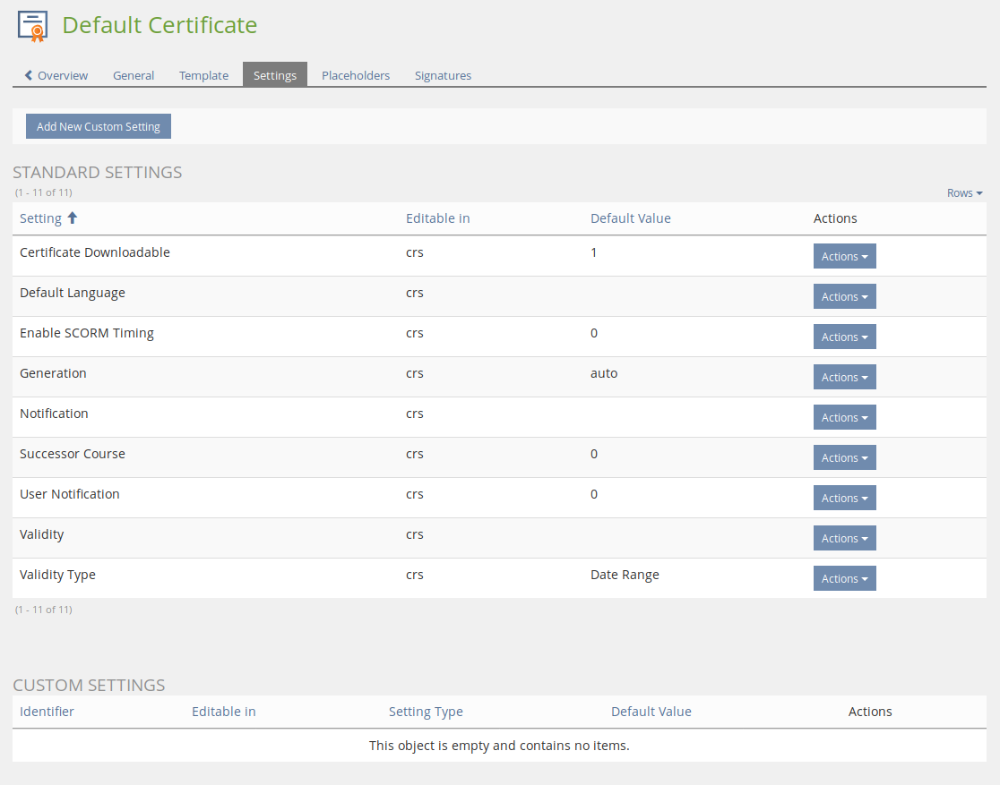 Default Certificate
Overview General Template Settings Placeholders Signatures
Add New Custom Setting
STANDARD SETTINGS
(1 - 11 of 11) Rows
Setting Editable in Default Value Actions
Certificate Downloadable crs 1 Actions
Default Language crs Actions
Enable SCORM Timing crs 0 Actions
Generation crs auto Actions
Notification crs Actions
Successor Course crs 0 Actions
User Notification crs 0 Actions
Validity crs Actions
Validity Type crs Date Range Actions
(1 - 11 of 11)
CUSTOM SETTINGS
Identifier Editable in Setting Type Default Value Actions
This object is empty and contains no items.